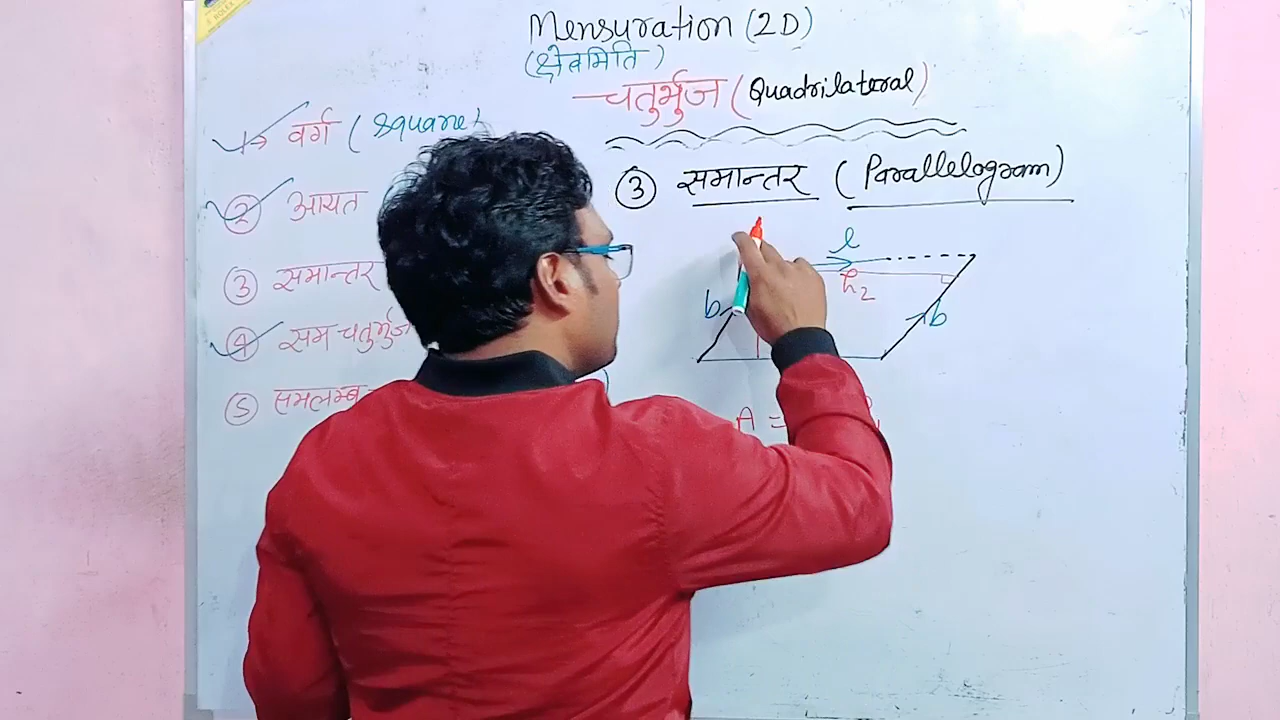 Mensuration (2D)
(क्षेत्रमिति)
चतुर्भुज (Quadrilateral)
1→ वर्ग (Square)
② आयत
③ समान्तर
④ सम चतुर्भुज
⑤ समलम्ब
③ समान्तर (Parallelogram)
l
h₂
b
b
A =